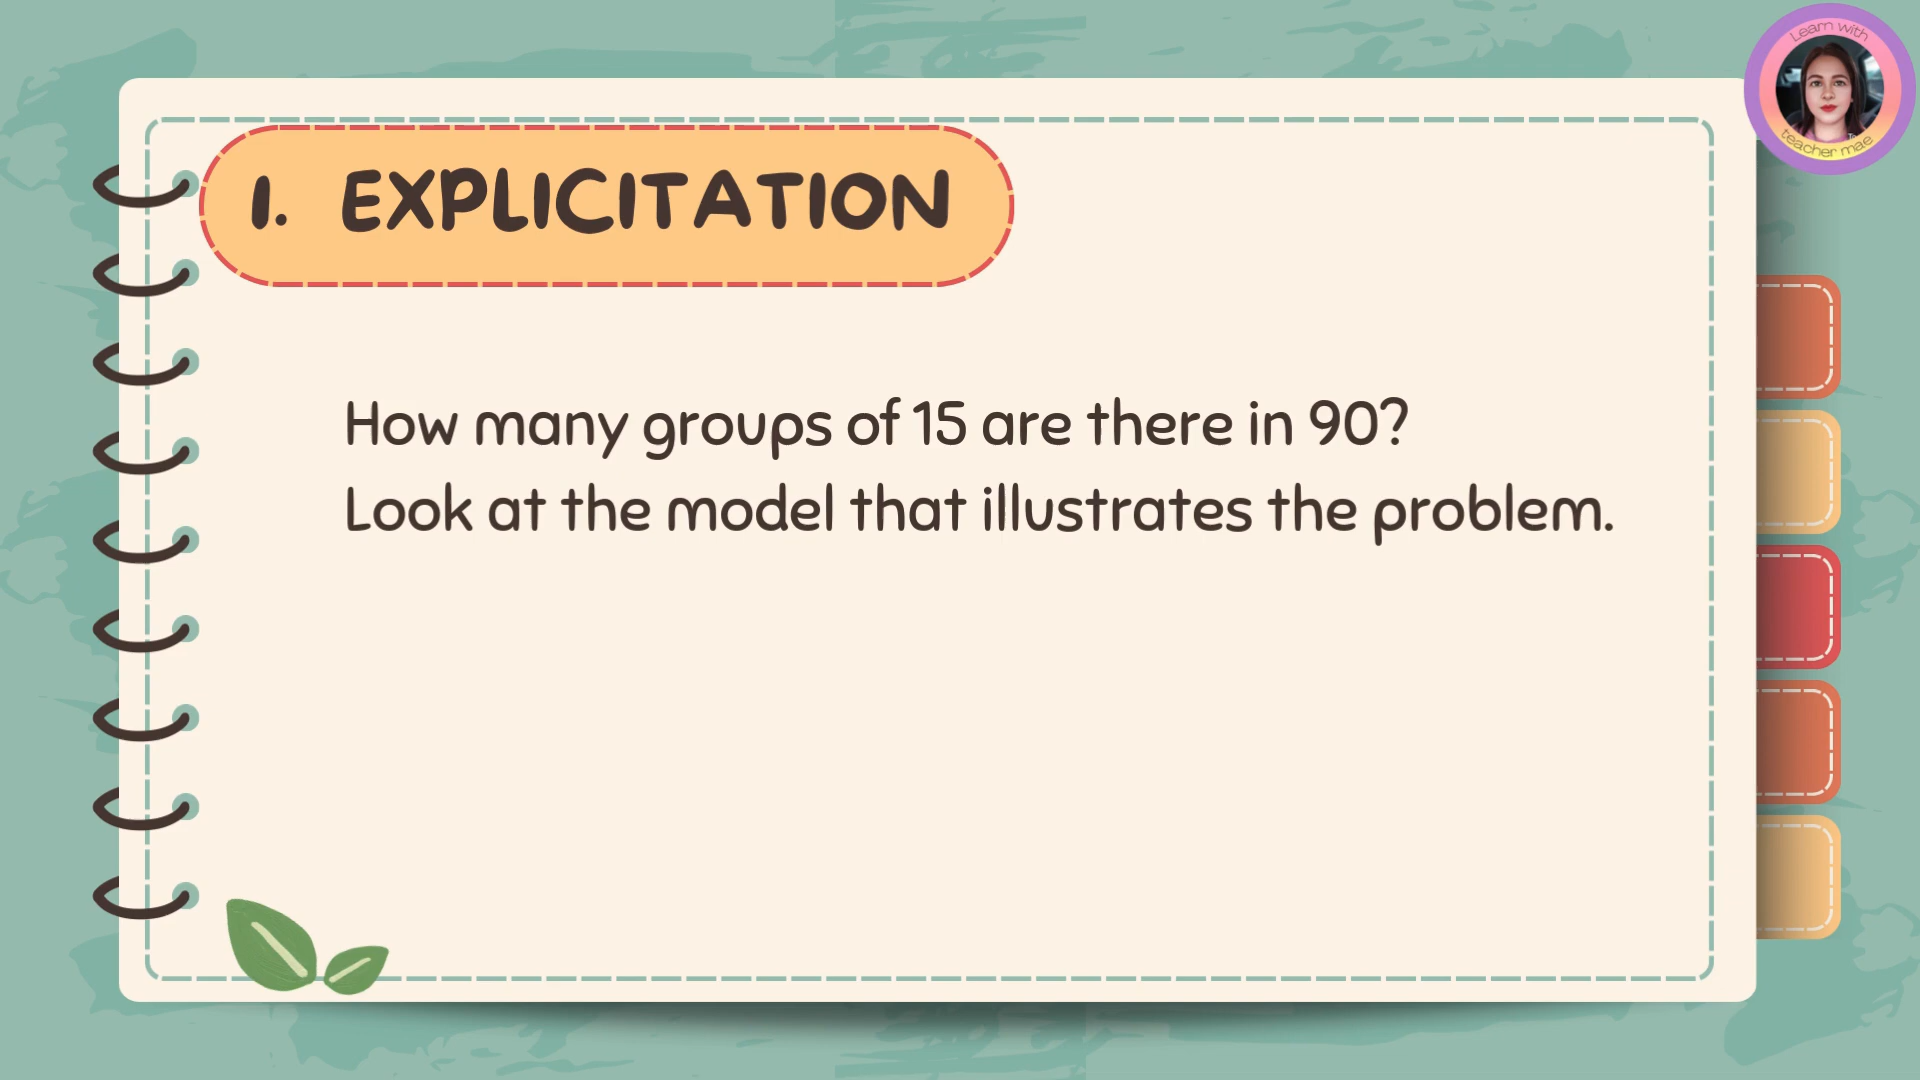 Learn with
teacher mae
1. EXPLICITATION
How many groups of 15 are there in 90?
Look at the model that illustrates the problem.